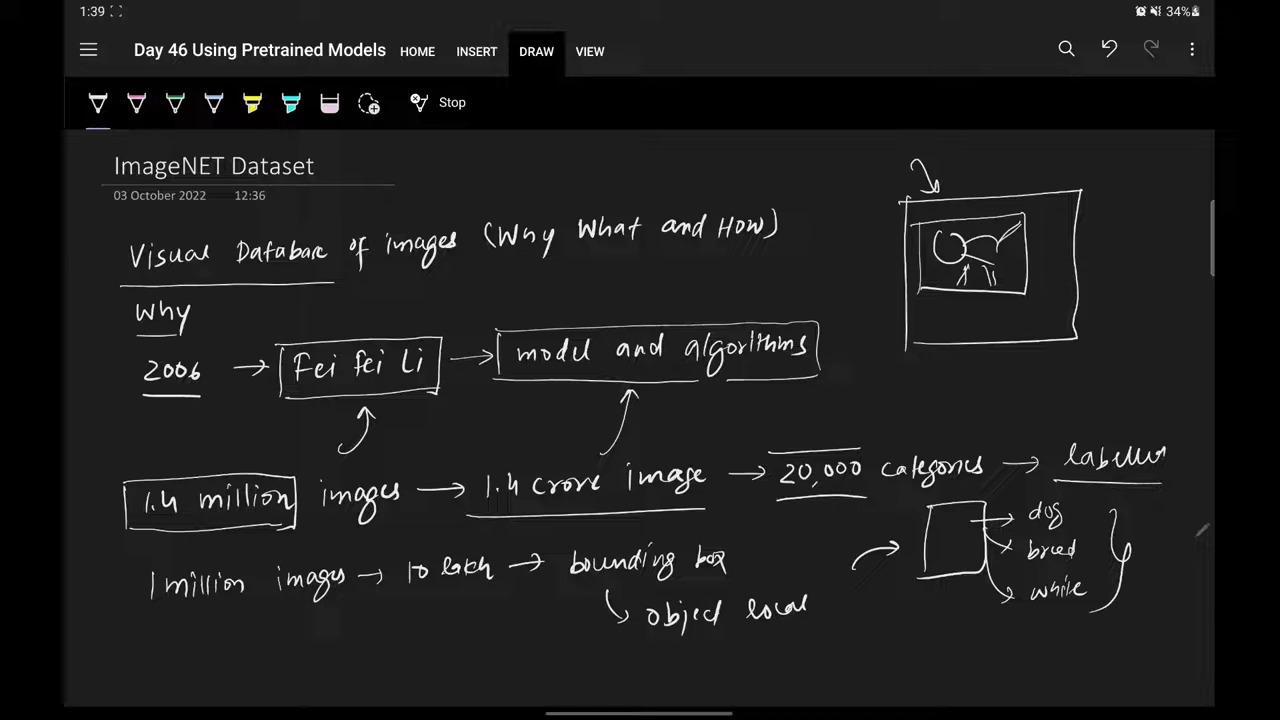 1:39 34%
Day 46 Using Pretrained Models HOME INSERT DRAW VIEW
Stop
ImageNET Dataset
03 October 2022 12:36
Visual Database of images (Why What and How)
Why
2006 → Fei fei Li → model and algorithms
1.4 million images → 1.4 crore image → 20,000 categories →
dog
breed
white
1 million images → 10 lakh → bounding box
object local